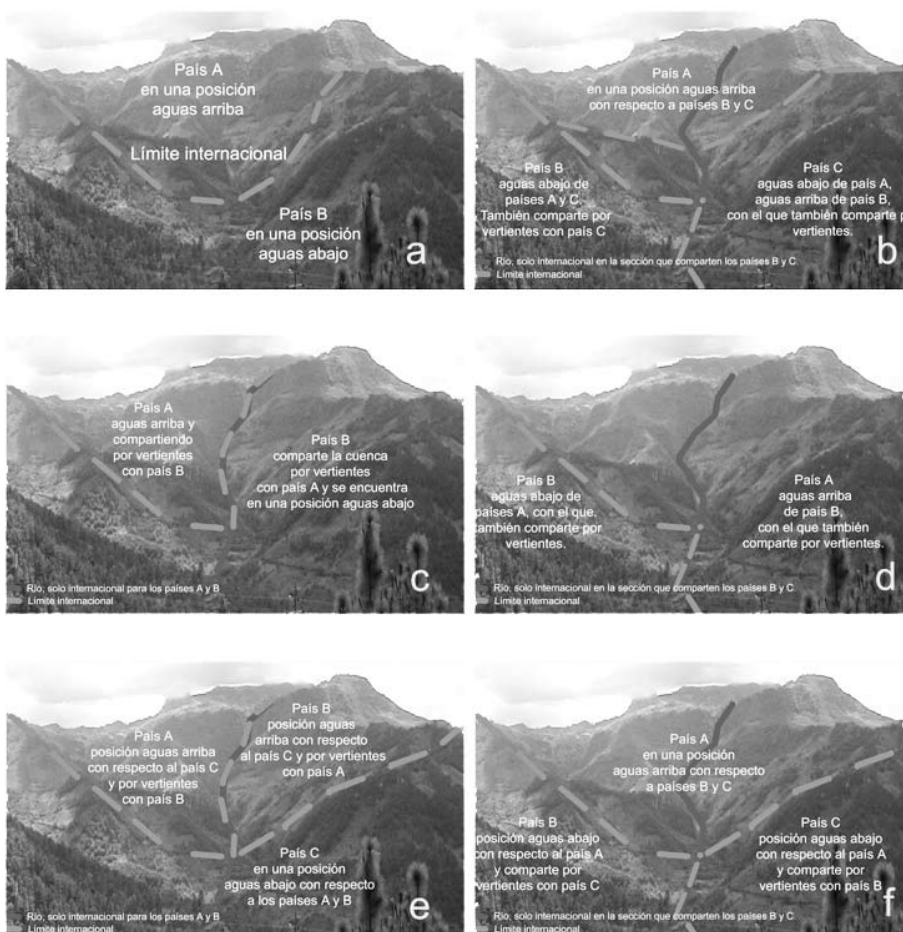 País A
en una posición
aguas arriba
Límite internacional
País B
en una posición
aguas abajo
a
País A
en una posición aguas arriba
con respecto a países B y C
País B
aguas abajo de
países A y C.
También comparte por
vertientes con país C
País C
aguas abajo de país A,
aguas arriba de país B,
con el que también comparte p
vertientes.
Río, solo internacional en la sección que comparten los países B y C
Límite internacional
b
País A
aguas arriba y
compartiendo
por vertientes
con país B
País B
comparte la cuenca
por vertientes
con país A y se encuentra
en una posición aguas abajo
Río, solo internacional para los países A y B
Límite internacional
c
País B
aguas abajo de
países A, con el que,
también comparte por
vertientes.
País A
aguas arriba
de país B,
con el que también
comparte por vertientes.
Río, solo internacional en la sección que comparten los países B y C
Límite internacional
d
País A
posición aguas arriba
con respecto al país C
y por vertientes
con país B
País B
posición aguas
arriba con respecto
al país C y por vertientes
con país A
País C
en una posición
aguas abajo con respecto
a los países A y B
Río, solo internacional para los países A y B
Límite internacional
e
País A
en una posición
aguas arriba con respecto
a países B y C
País B
posición aguas abajo
con respecto al país A
y comparte por
vertientes con país C
País C
posición aguas abajo
con respecto al país A
y comparte por
vertientes con país B
Río, solo internacional en la sección que comparten los países B y C
Límite internacional
f